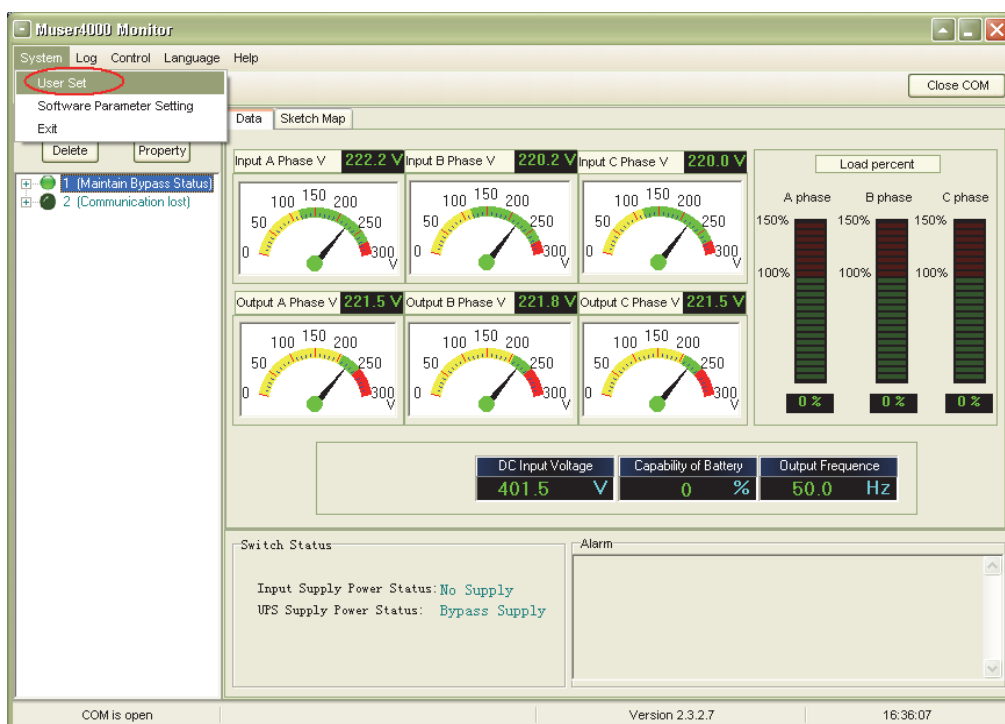 Muser4000 Monitor
System Log Control Language Help
User Set
Software Parameter Setting
Exit
Close COM
Delete Property
1 (Maintain Bypass Status)
2 (Communication lost)
Data Sketch Map
Input A Phase V 222.2 V Input B Phase V 220.2 V Input C Phase V 220.0 V
0 50 100 150 200 250 300 V
0 50 100 150 200 250 300 V
0 50 100 150 200 250 300 V
Output A Phase V 221.5 V Output B Phase V 221.8 V Output C Phase V 221.5 V
0 50 100 150 200 250 300 V
0 50 100 150 200 250 300 V
0 50 100 150 200 250 300 V
Load percent
A phase B phase C phase
150% 150% 150%
100% 100% 100%
0 % 0 % 0 %
DC Input Voltage Capability of Battery Output Frequence
401.5 V 0 % 50.0 Hz
Switch Status
Input Supply Power Status: No Supply
UPS Supply Power Status: Bypass Supply
Alarm
COM is open Version 2.3.2.7 16:36:07